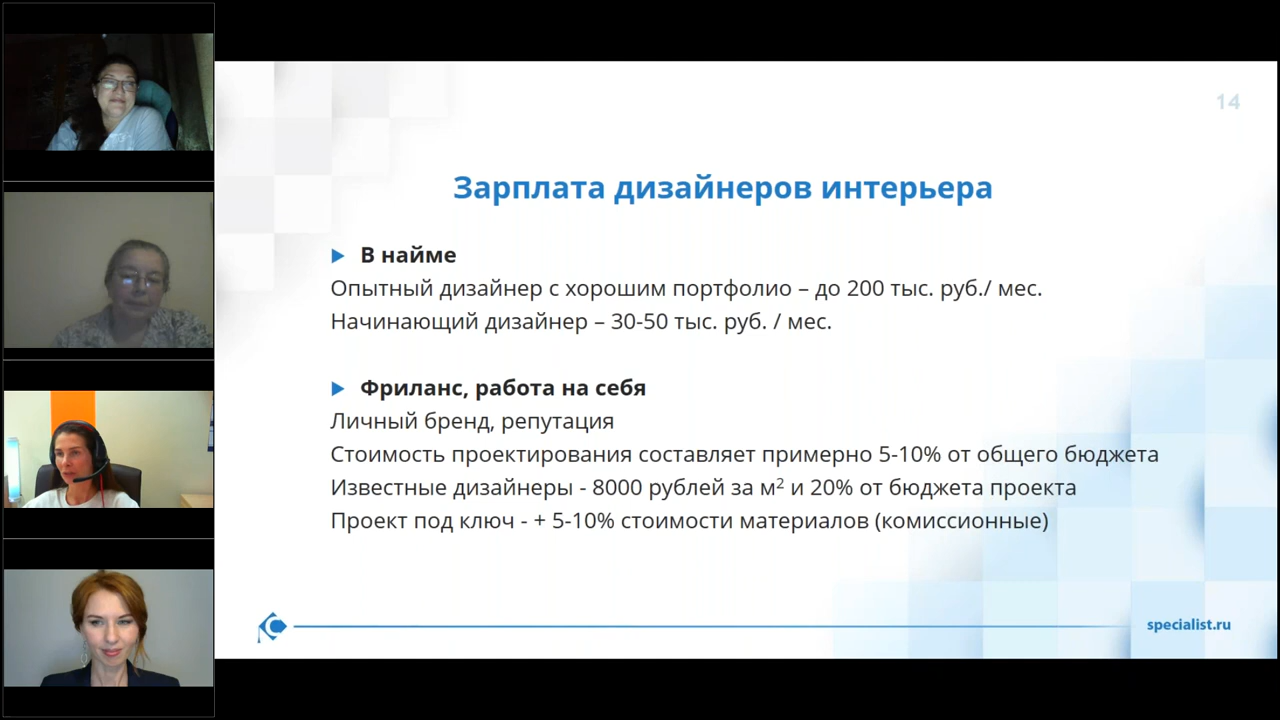 14
Зарплата дизайнеров интерьера
В найме
Опытный дизайнер с хорошим портфолио – до 200 тыс. руб./ мес.
Начинающий дизайнер – 30-50 тыс. руб. / мес.
Фриланс, работа на себя
Личный бренд, репутация
Стоимость проектирования составляет примерно 5-10% от общего бюджета
Известные дизайнеры - 8000 рублей за м² и 20% от бюджета проекта
Проект под ключ - + 5-10% стоимости материалов (комиссионные)
specialist.ru